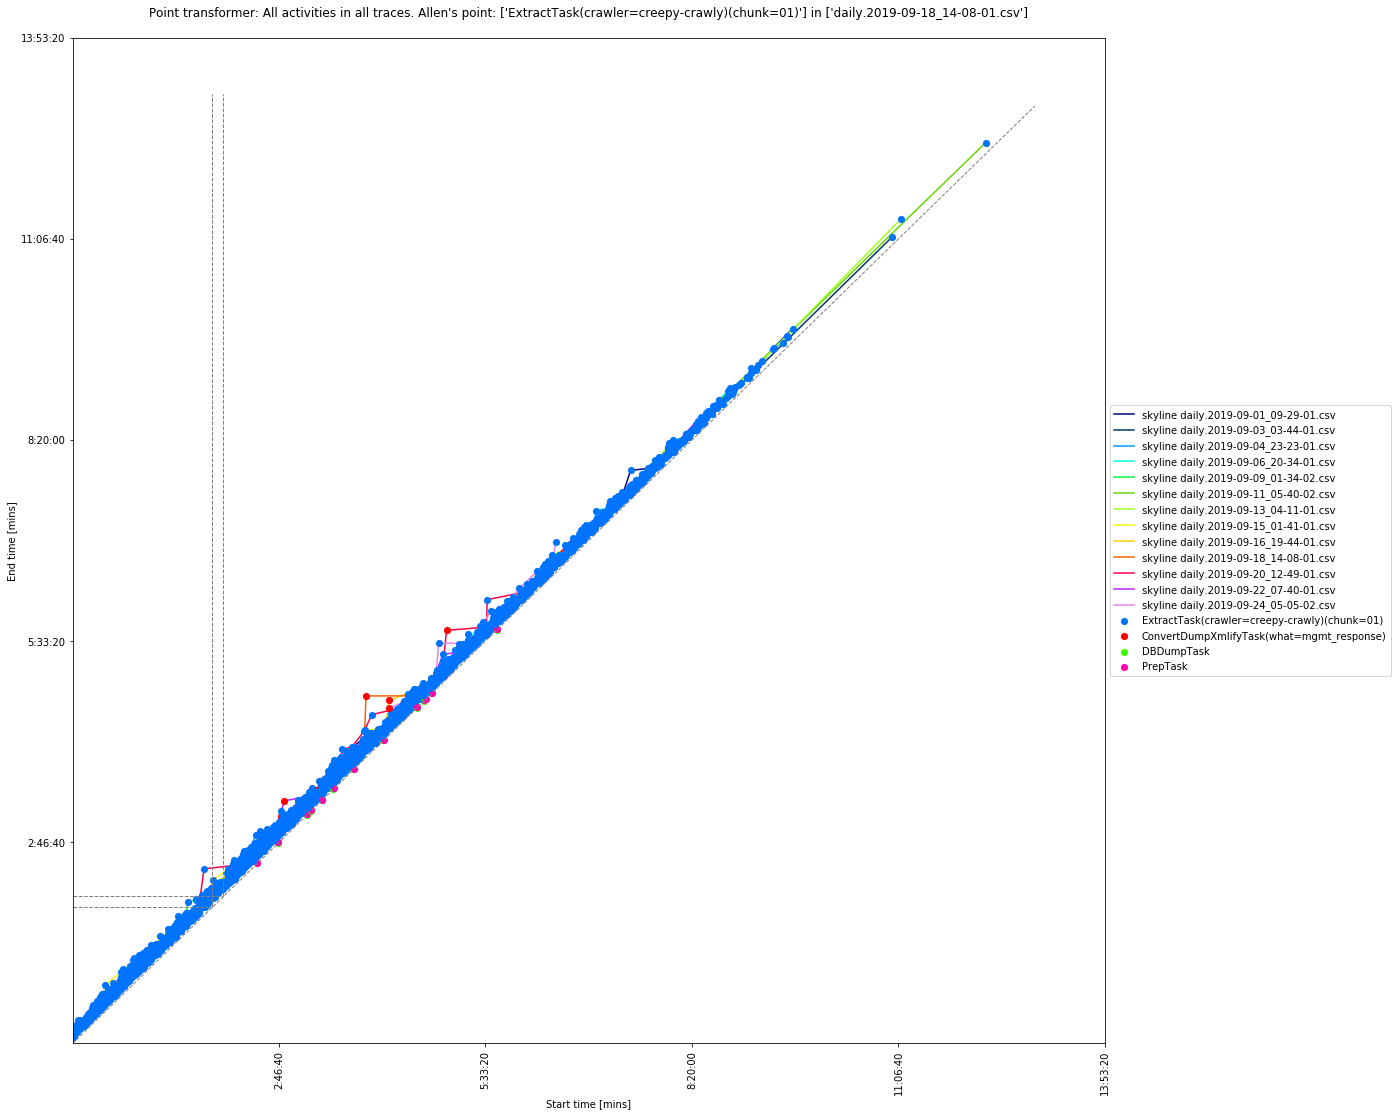 Point transformer: All activities in all traces. Allen's point: ['ExtractTask(crawler=creepy-crawly)(chunk=01)'] in ['daily.2019-09-18_14-08-01.csv']
13:53:20
11:06:40
8:20:00
5:33:20
2:46:40
End time [mins]
2:46:40
5:33:20
8:20:00
11:06:40
13:53:20
Start time [mins]
skyline daily.2019-09-01_09-29-01.csv
skyline daily.2019-09-03_03-44-01.csv
skyline daily.2019-09-04_23-23-01.csv
skyline daily.2019-09-06_20-34-01.csv
skyline daily.2019-09-09_01-34-02.csv
skyline daily.2019-09-11_05-40-02.csv
skyline daily.2019-09-13_04-11-01.csv
skyline daily.2019-09-15_01-41-01.csv
skyline daily.2019-09-16_19-44-01.csv
skyline daily.2019-09-18_14-08-01.csv
skyline daily.2019-09-20_12-49-01.csv
skyline daily.2019-09-22_07-40-01.csv
skyline daily.2019-09-24_05-05-02.csv
ExtractTask(crawler=creepy-crawly)(chunk=01)
ConvertDumpXmlifyTask(what=mgmt_response)
DBDumpTask
PrepTask